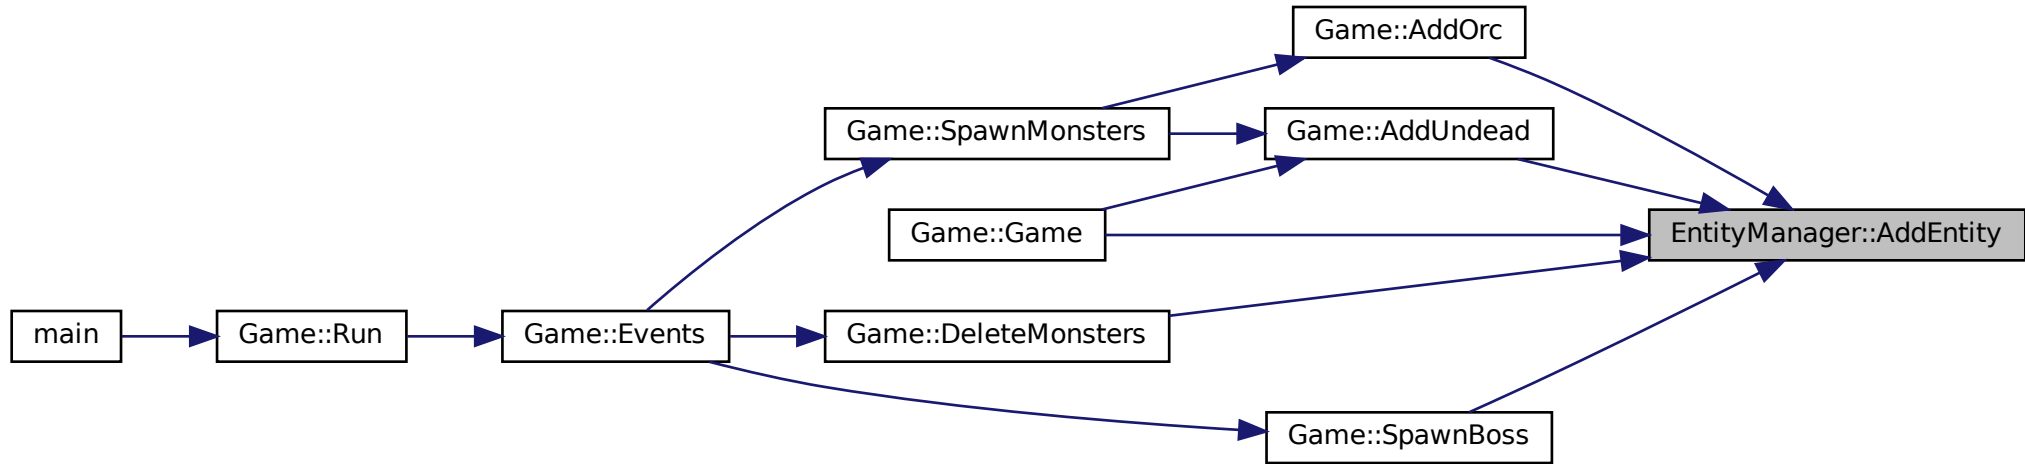 Game::AddOrc
Game::SpawnMonsters
Game::AddUndead
Game::Game
EntityManager::AddEntity
main
Game::Run
Game::Events
Game::DeleteMonsters
Game::SpawnBoss